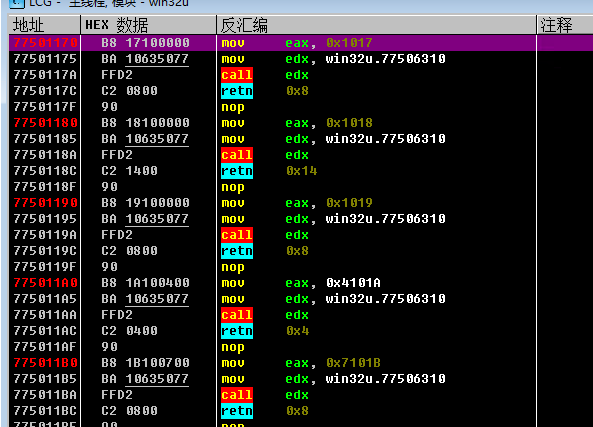 LCG - 主线程, 模块 - win32u
地址 HEX 数据 反汇编 注释
77501170 B8 17100000 mov eax, 0x1017
77501175 BA 10635077 mov edx, win32u.77506310
7750117A FFD2 call edx
7750117C C2 0800 retn 0x8
7750117F 90 nop
77501180 B8 18100000 mov eax, 0x1018
77501185 BA 10635077 mov edx, win32u.77506310
7750118A FFD2 call edx
7750118C C2 1400 retn 0x14
7750118F 90 nop
77501190 B8 19100000 mov eax, 0x1019
77501195 BA 10635077 mov edx, win32u.77506310
7750119A FFD2 call edx
7750119C C2 0800 retn 0x8
7750119F 90 nop
775011A0 B8 1A100400 mov eax, 0x4101A
775011A5 BA 10635077 mov edx, win32u.77506310
775011AA FFD2 call edx
775011AC C2 0400 retn 0x4
775011AF 90 nop
775011B0 B8 1B100700 mov eax, 0x7101B
775011B5 BA 10635077 mov edx, win32u.77506310
775011BA FFD2 call edx
775011BC C2 0800 retn 0x8
775011BF 90 nop